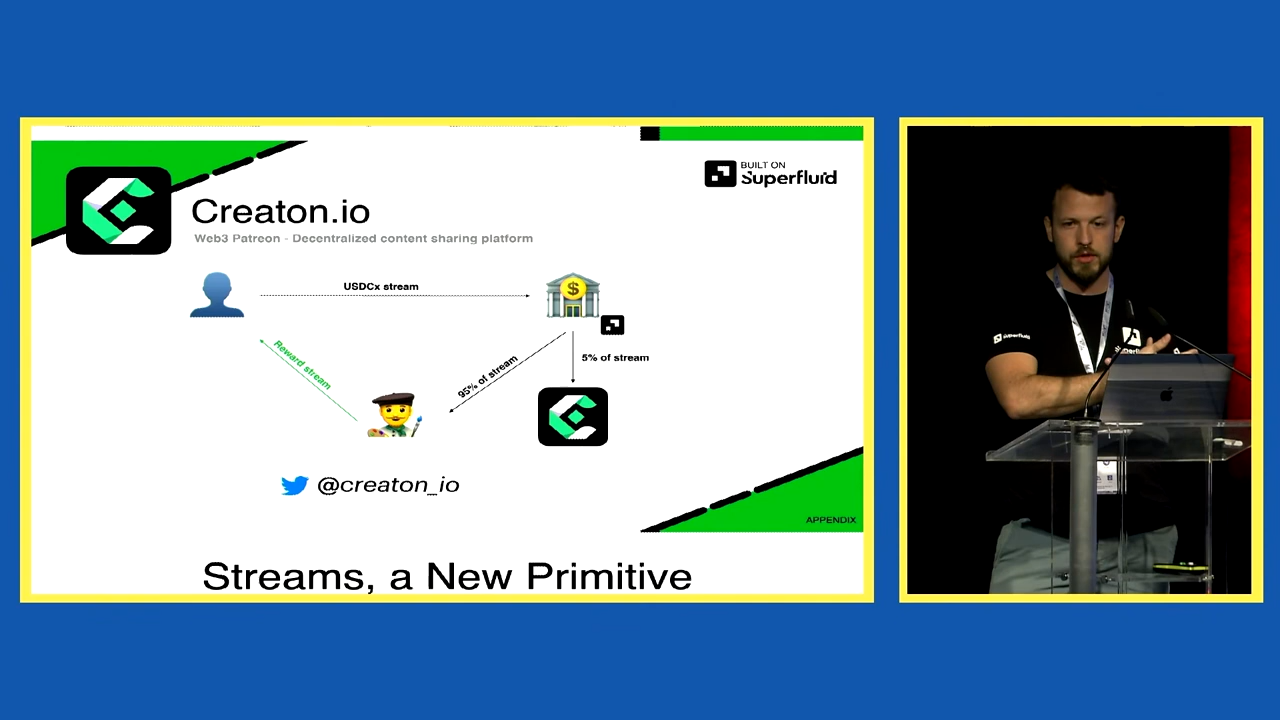 BUILT ON
Superfluid
Creaton.io
Web3 Patreon - Decentralized content sharing platform
USDCx stream
$
Reward stream
95% of stream
5% of stream
@creaton_io
APPENDIX
Streams, a New Primitive
superfluid